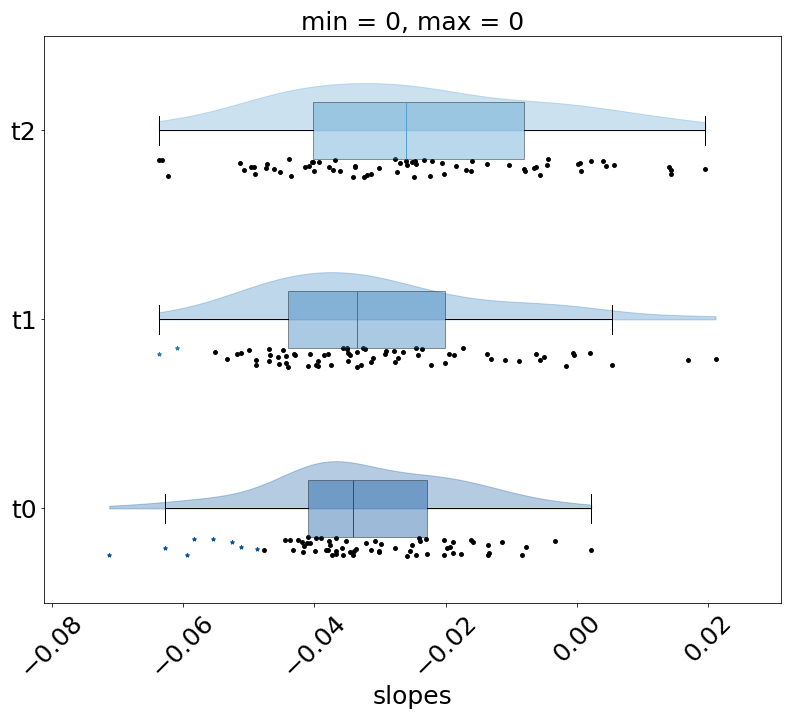 min = 0, max = 0
t2
t1
t0
−0.08
−0.06
−0.04
−0.02
0.00
0.02
slopes